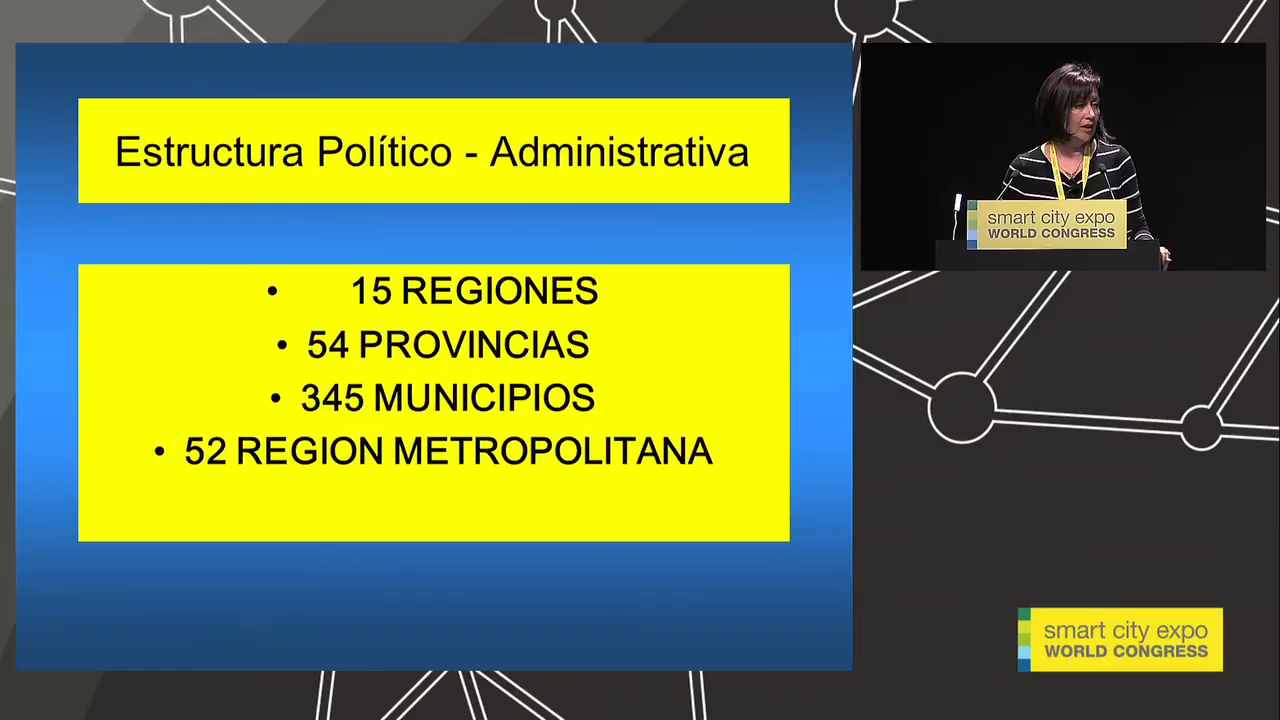 Estructura Político - Administrativa
• 15 REGIONES
• 54 PROVINCIAS
• 345 MUNICIPIOS
• 52 REGION METROPOLITANA
smart city expo
WORLD CONGRESS
smart city expo
WORLD CONGRESS